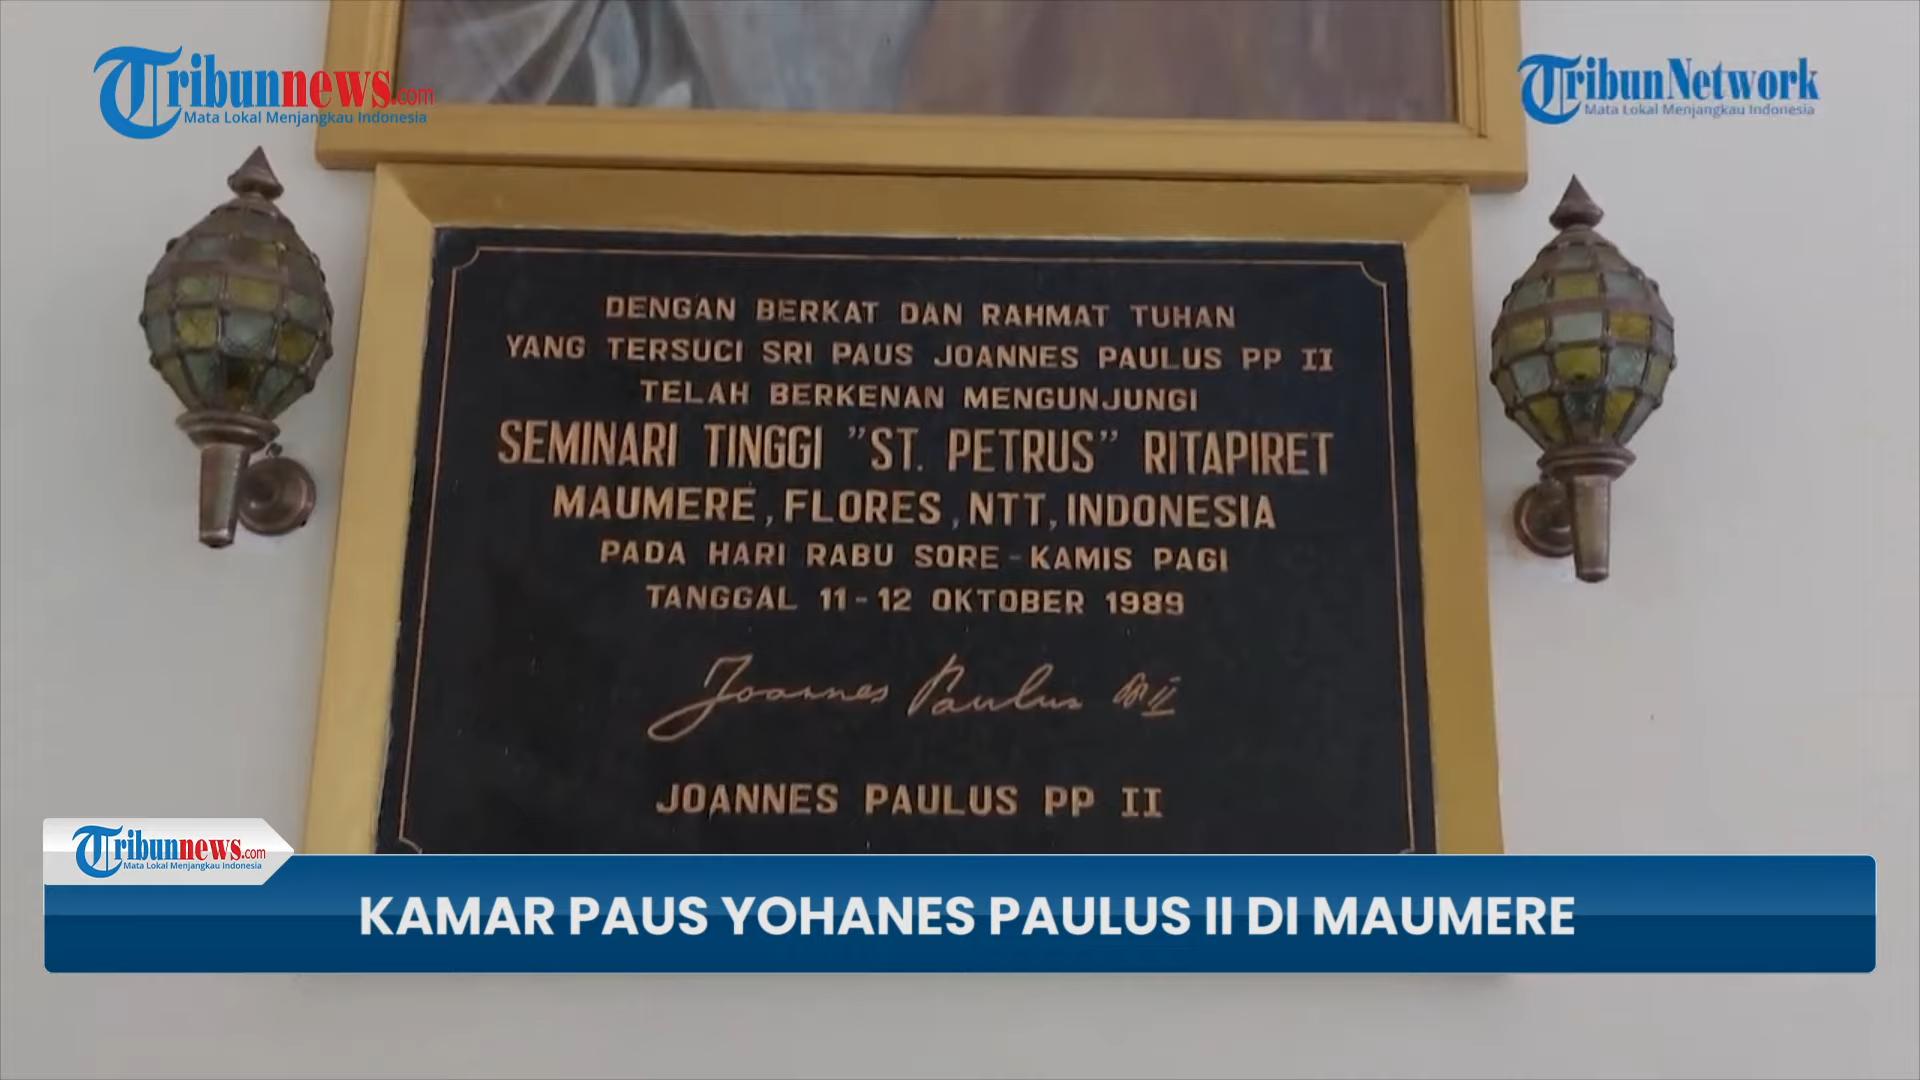 Tribunnews.com
Mata Lokal Menjangkau Indonesia
TribunNetwork
Mata Lokal Menjangkau Indonesia
DENGAN BERKAT DAN RAHMAT TUHAN
YANG TERSUCI SRI PAUS JOANNES PAULUS PP II
TELAH BERKENAN MENGUNJUNGI
SEMINARI TINGGI "ST. PETRUS" RITAPIRET
MAUMERE, FLORES, NTT, INDONESIA
PADA HARI RABU SORE - KAMIS PAGI
TANGGAL 11 - 12 OKTOBER 1989
Joannes Paulus PP II
JOANNES PAULUS PP II
Tribunnews.com
Mata Lokal Menjangkau Indonesia
KAMAR PAUS YOHANES PAULUS II DI MAUMERE